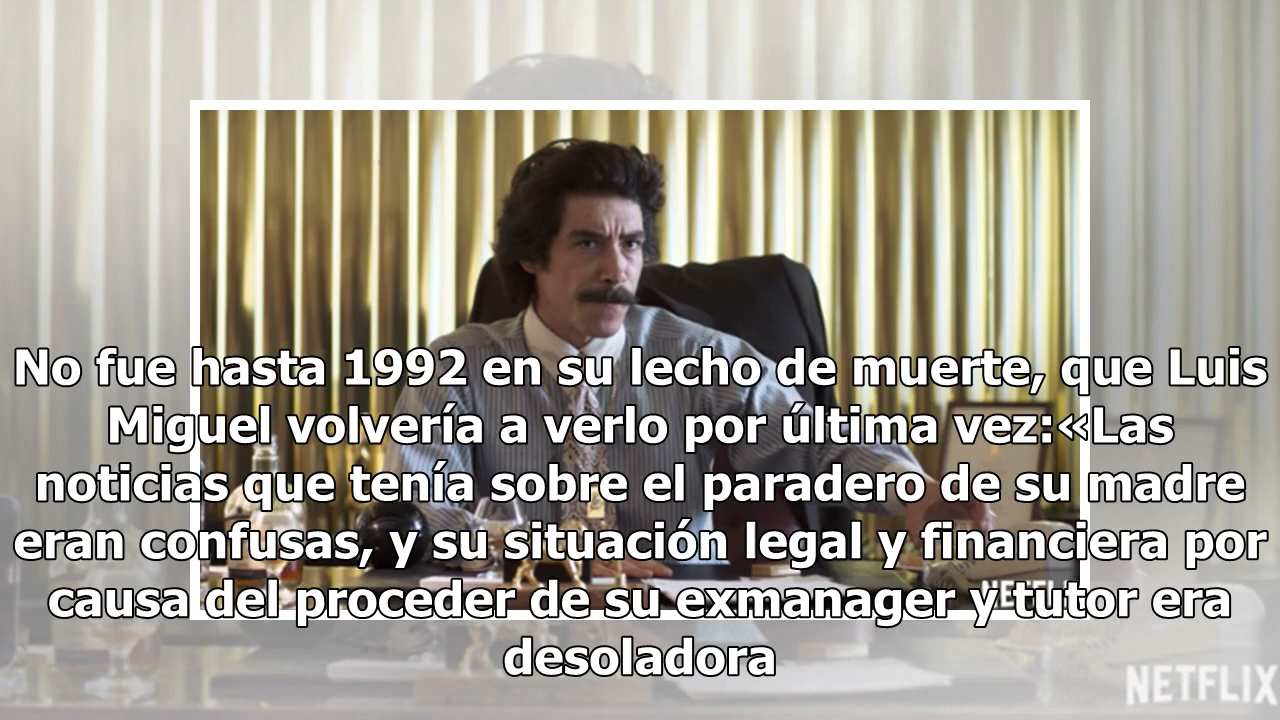 No fue hasta 1992 en su lecho de muerte, que Luis
Miguel volvería a verlo por última vez:«Las
noticias que tenía sobre el paradero de su madre
eran confusas, y su situación legal y financiera por
causa del proceder de su exmanager y tutor era
desoladora
NETFLIX